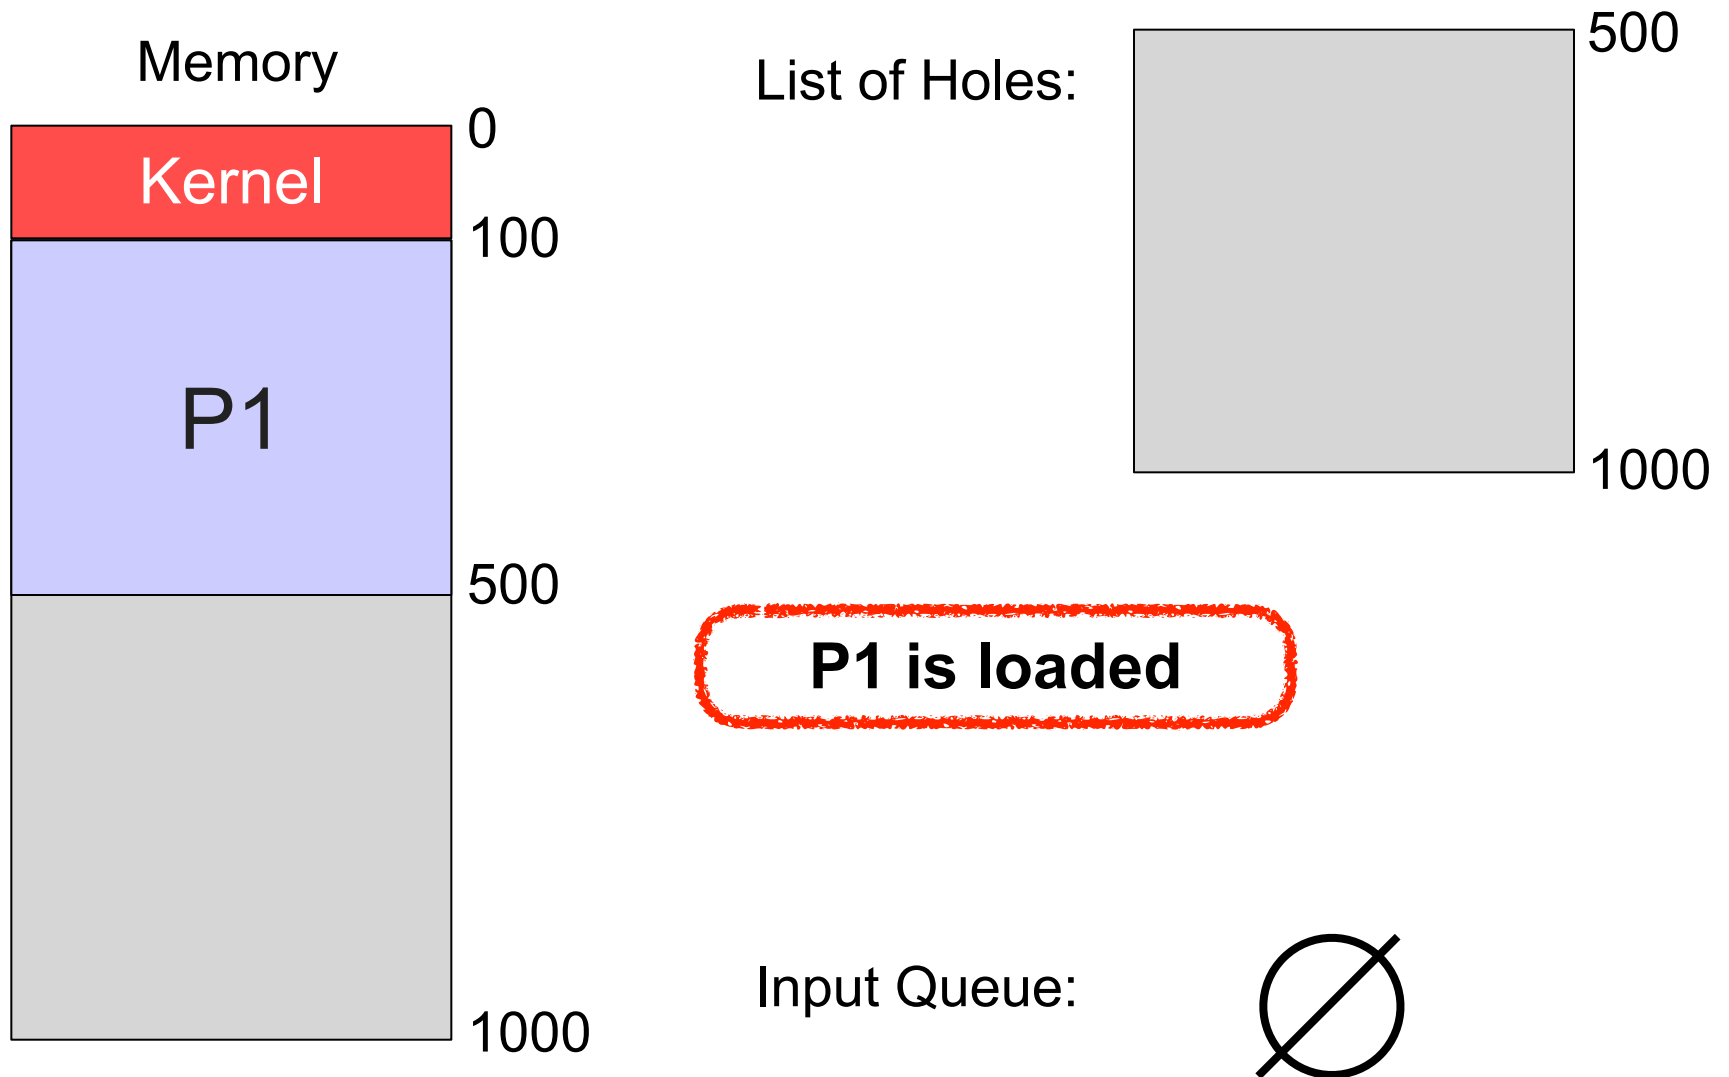 Memory
0
Kernel
100
P1
500
1000
List of Holes:
500
1000
P1 is loaded
Input Queue: